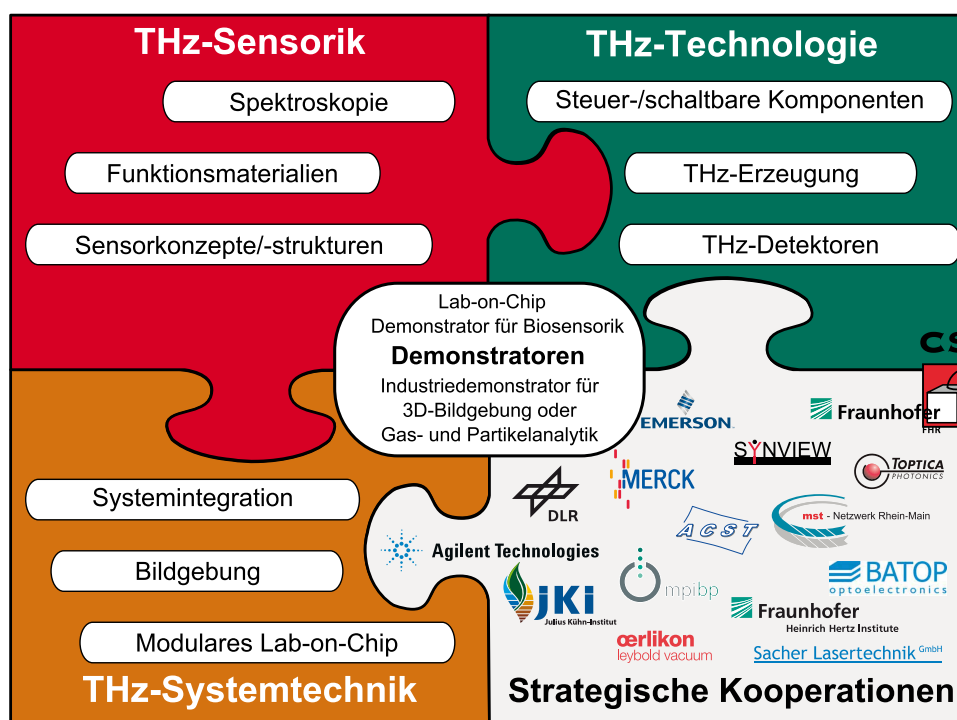 THz-Sensorik
Spektroskopie
Funktionsmaterialien
Sensorkonzepte/-strukturen
THz-Technologie
Steuer-/schaltbare Komponenten
THz-Erzeugung
THz-Detektoren
Lab-on-Chip
Demonstrator für Biosensorik
Demonstratoren
Industriedemonstrator für
3D-Bildgebung oder
Gas- und Partikelanalytik
Systemintegration
Bildgebung
Modulares Lab-on-Chip
THz-Systemtechnik
CS
EMERSON.
Fraunhofer
FHR
SYNVIEW
TOPTICA
PHOTONICS
MERCK
DLR
ACST
mst - Netzwerk Rhein-Main
Agilent Technologies
mpibp
BATOP
optoelectronics
JKi
Julius Kühn-Institut
Fraunhofer
Heinrich Hertz Institute
œrlikon
leybold vacuum
Sacher Lasertechnik GmbH
Strategische Kooperationen